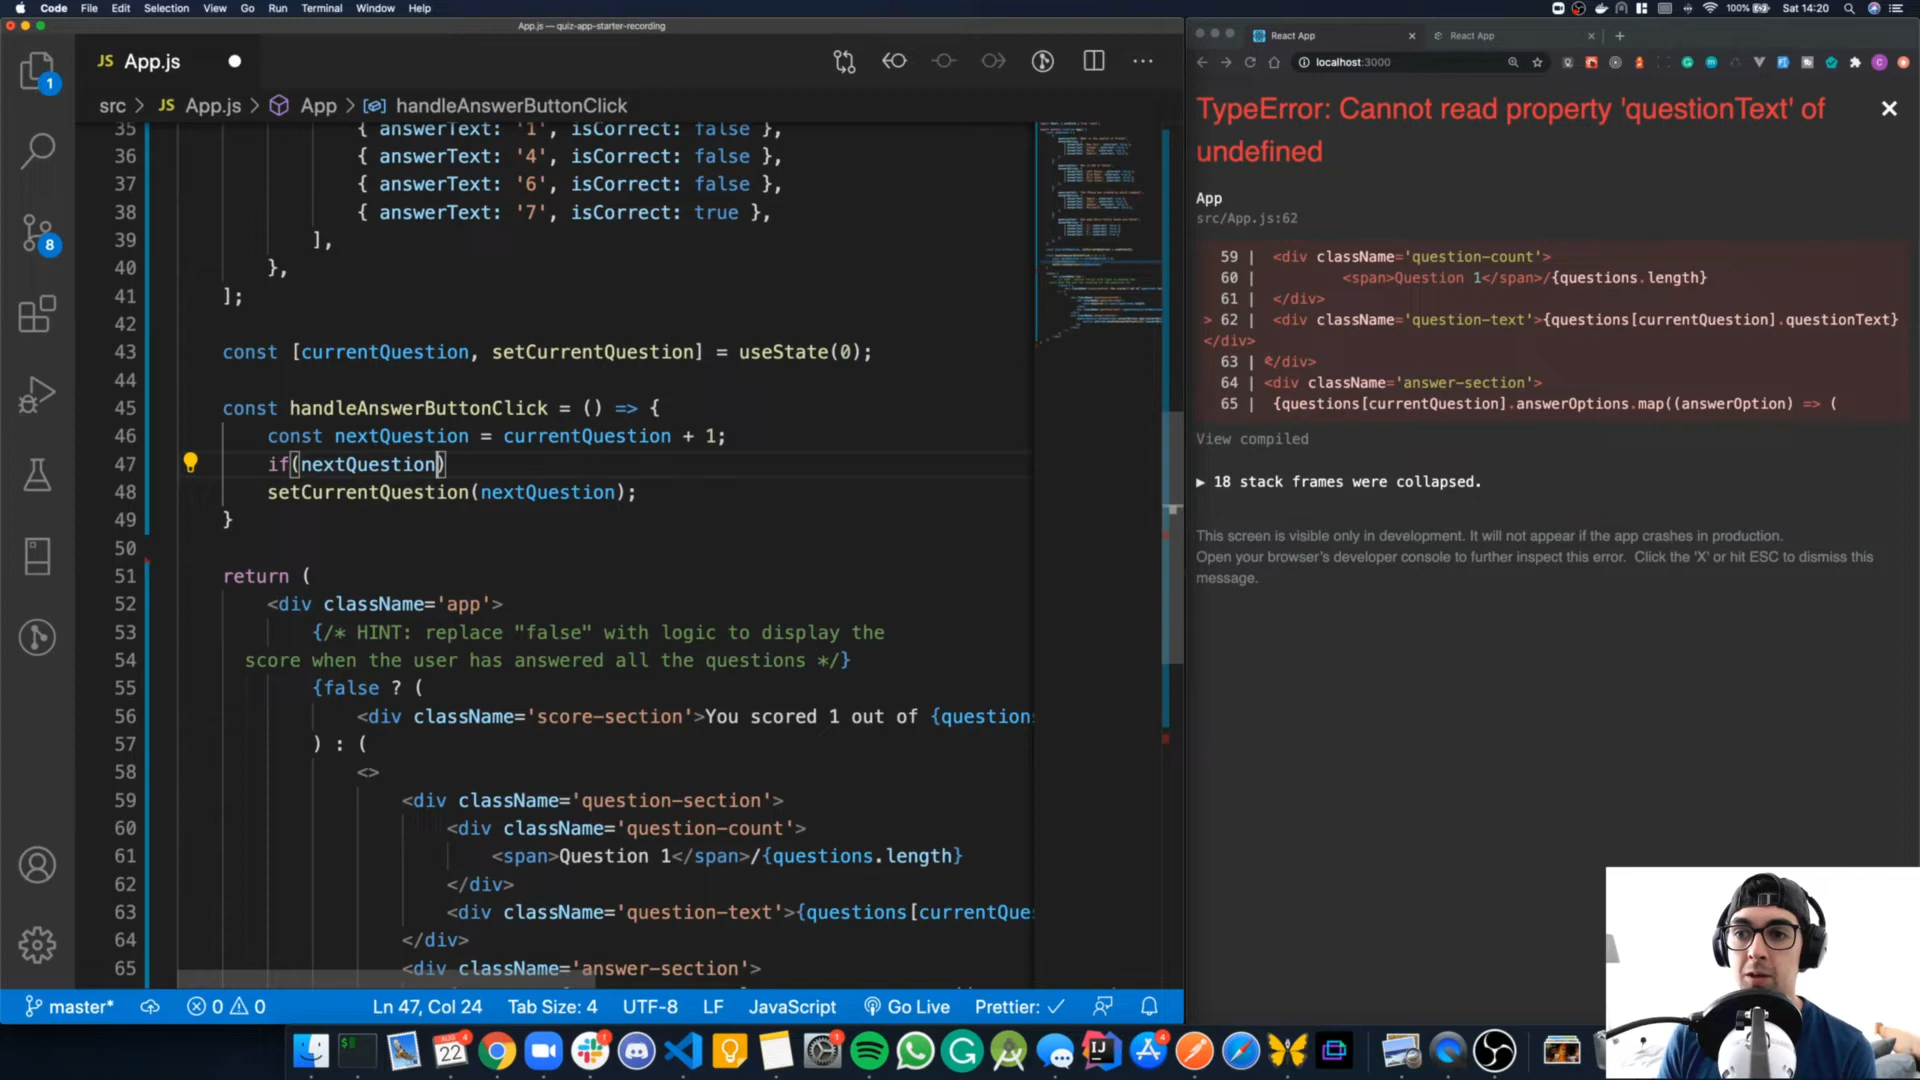 Code File Edit Selection View Go Run Terminal Window Help
100% Sat 14:20
App.js — quiz-app-starter-recording
JS App.js
src > JS App.js > App > handleAnswerButtonClick
35 { answerText: '1', isCorrect: false },
36 { answerText: '4', isCorrect: false },
37 { answerText: '6', isCorrect: false },
38 { answerText: '7', isCorrect: true },
39 ],
40 },
41 ];
42
43 const [currentQuestion, setCurrentQuestion] = useState(0);
44
45 const handleAnswerButtonClick = () => {
46 const nextQuestion = currentQuestion + 1;
47 if(nextQuestion)
48 setCurrentQuestion(nextQuestion);
49 }
50
51 return (
52 <div className='app'>
53 {/* HINT: replace "false" with logic to display the
54 score when the user has answered all the questions */}
55 {false ? (
56 <div className='score-section'>You scored 1 out of {question
57 ) : (
58 <>
59 <div className='question-section'>
60 <div className='question-count'>
61 <span>Question 1</span>/{questions.length}
62 </div>
63 <div className='question-text'>{questions[currentQue
64 </div>
65 <div className='answer-section'>
1
8
master* 0 0 Ln 47, Col 24 Tab Size: 4 UTF-8 LF JavaScript Go Live Prettier: ✓
React App
React App
localhost:3000
TypeError: Cannot read property 'questionText' of
undefined
App
src/App.js:62
59 | <div className='question-count'>
60 | <span>Question 1</span>/{questions.length}
61 | </div>
> 62 | <div className='question-text'>{questions[currentQuestion].questionText}
</div>
63 | </div>
64 | <div className='answer-section'>
65 | {questions[currentQuestion].answerOptions.map((answerOption) => (
View compiled
▶ 18 stack frames were collapsed.
This screen is visible only in development. It will not appear if the app crashes in production.
Open your browser's developer console to further inspect this error. Click the 'X' or hit ESC to dismiss this
message.
AUG
22